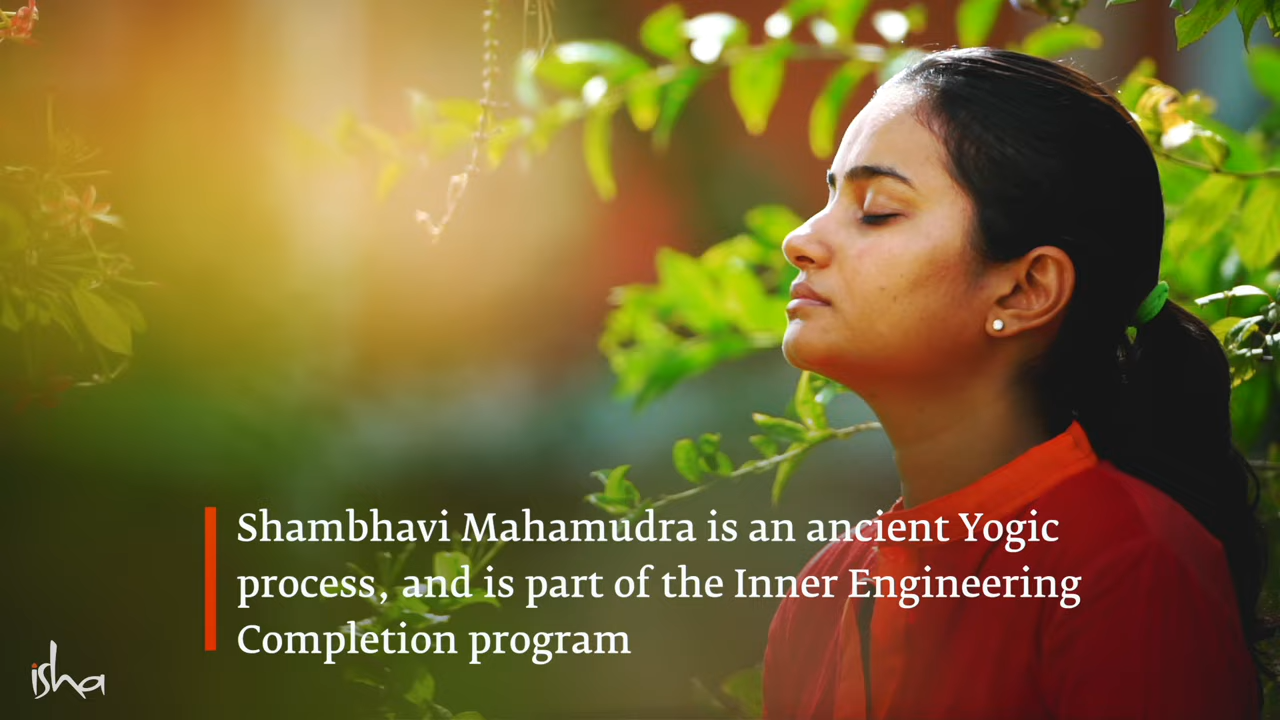 Shambhavi Mahamudra is an ancient Yogic
process, and is part of the Inner Engineering
Completion program
isha